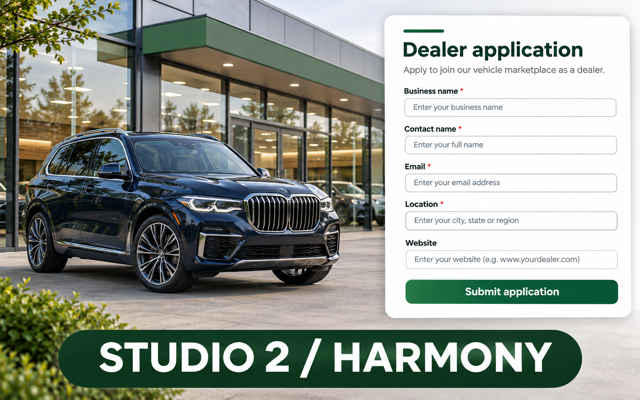 Dealer application
Apply to join our vehicle marketplace as a dealer.
Business name *
Enter your business name
Contact name *
Enter your full name
Email *
Enter your email address
Location *
Enter your city, state or region
Website
Enter your website (e.g. www.yourdealer.com)
Submit application
STUDIO 2 / HARMONY